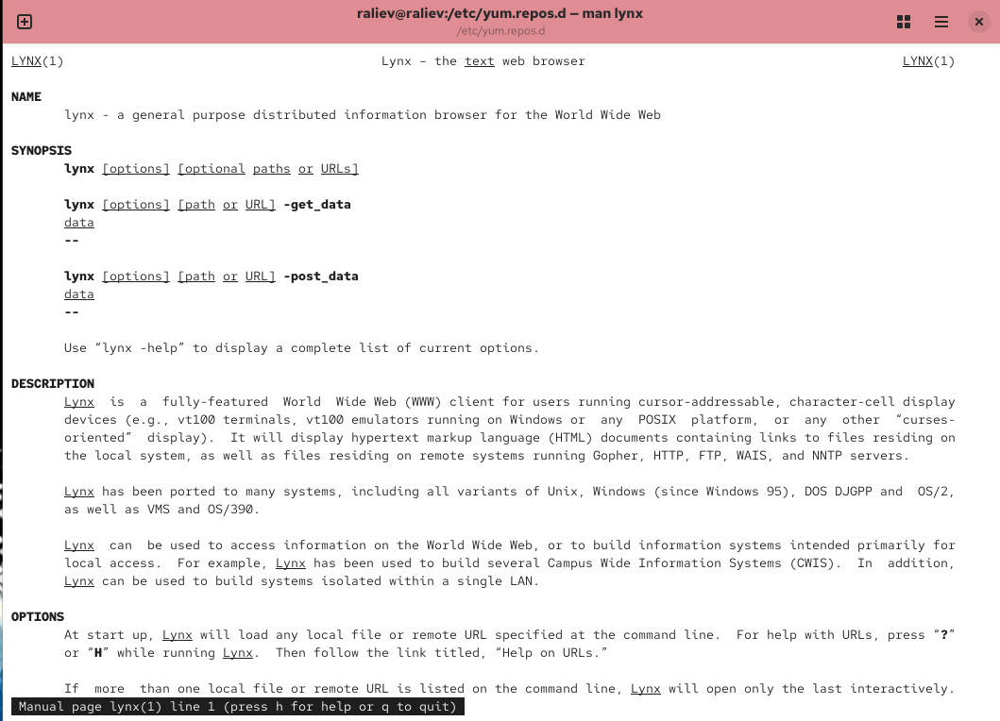 raliev@raliev:/etc/yum.repos.d — man lynx
/etc/yum.repos.d
LYNX(1) Lynx – the text web browser LYNX(1)
NAME
lynx - a general purpose distributed information browser for the World Wide Web
SYNOPSIS
lynx [options] [optional paths or URLs]
lynx [options] [path or URL] -get_data
data
--
lynx [options] [path or URL] -post_data
data
--
Use “lynx -help” to display a complete list of current options.
DESCRIPTION
Lynx is a fully-featured World Wide Web (WWW) client for users running cursor-addressable, character-cell display
devices (e.g., vt100 terminals, vt100 emulators running on Windows or any POSIX platform, or any other “curses-
oriented” display). It will display hypertext markup language (HTML) documents containing links to files residing on
the local system, as well as files residing on remote systems running Gopher, HTTP, FTP, WAIS, and NNTP servers.
Lynx has been ported to many systems, including all variants of Unix, Windows (since Windows 95), DOS DJGPP and OS/2,
as well as VMS and OS/390.
Lynx can be used to access information on the World Wide Web, or to build information systems intended primarily for
local access. For example, Lynx has been used to build several Campus Wide Information Systems (CWIS). In addition,
Lynx can be used to build systems isolated within a single LAN.
OPTIONS
At start up, Lynx will load any local file or remote URL specified at the command line. For help with URLs, press “?”
or “H” while running Lynx. Then follow the link titled, “Help on URLs.”
If more than one local file or remote URL is listed on the command line, Lynx will open only the last interactively.
Manual page lynx(1) line 1 (press h for help or q to quit)